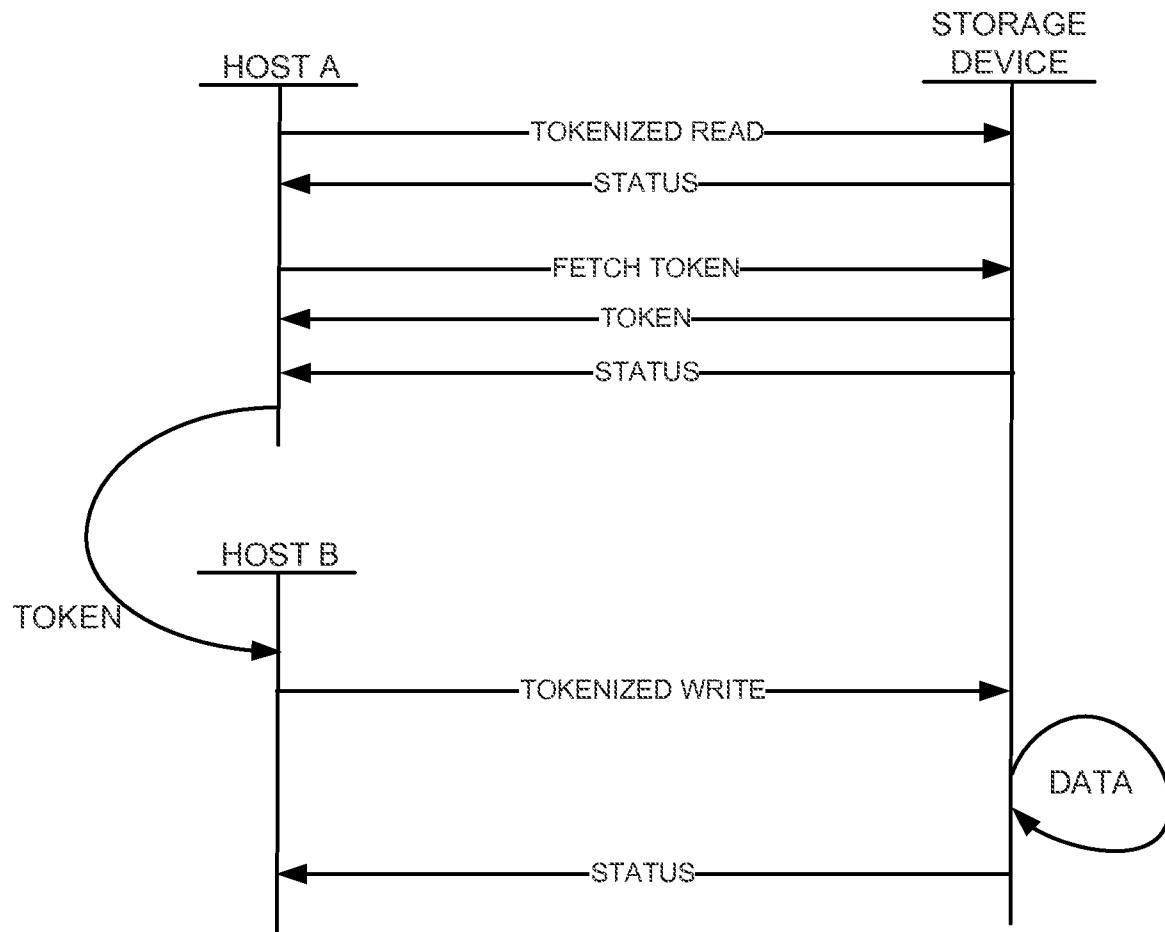 STORAGE
DEVICE
HOST A
TOKENIZED READ
STATUS
FETCH TOKEN
TOKEN
STATUS
HOST B
TOKEN
TOKENIZED WRITE
DATA
STATUS